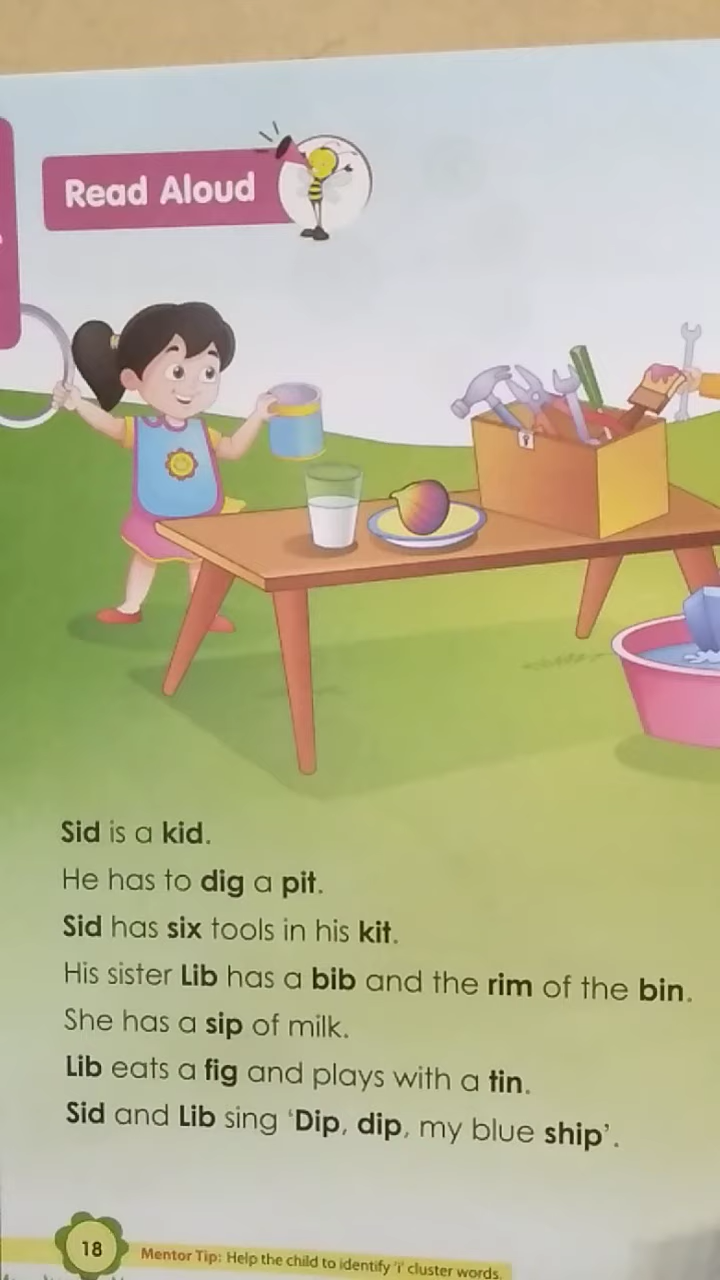 Read Aloud
Sid is a kid.
He has to dig a pit.
Sid has six tools in his kit.
His sister Lib has a bib and the rim of the bin.
She has a sip of milk.
Lib eats a fig and plays with a tin.
Sid and Lib sing ‘Dip, dip, my blue ship’.
18
Mentor Tip: Help the child to identify ‘i’ cluster words.